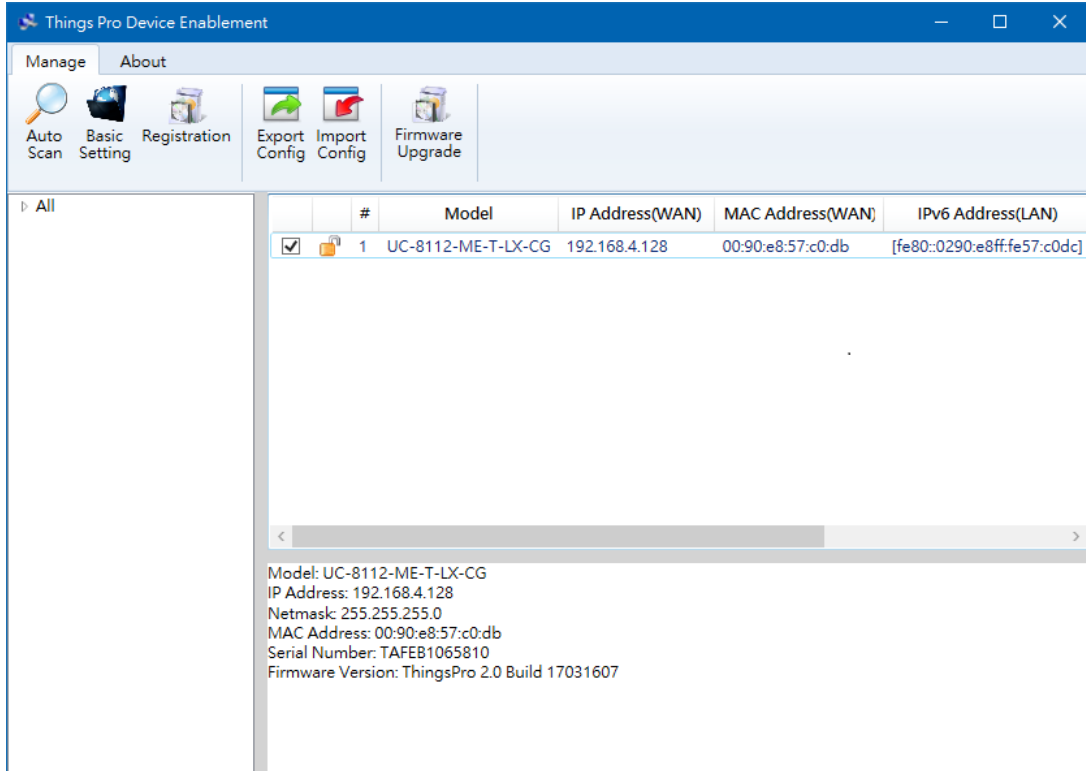 Things Pro Device Enablement
Manage About
Auto Scan
Basic Setting
Registration
Export Config
Import Config
Firmware Upgrade
All
# Model IP Address(WAN) MAC Address(WAN) IPv6 Address(LAN)
1 UC-8112-ME-T-LX-CG 192.168.4.128 00:90:e8:57:c0:db [fe80::0290:e8ff:fe57:c0dc]
Model: UC-8112-ME-T-LX-CG
IP Address: 192.168.4.128
Netmask: 255.255.255.0
MAC Address: 00:90:e8:57:c0:db
Serial Number: TAFEB1065810
Firmware Version: ThingsPro 2.0 Build 17031607